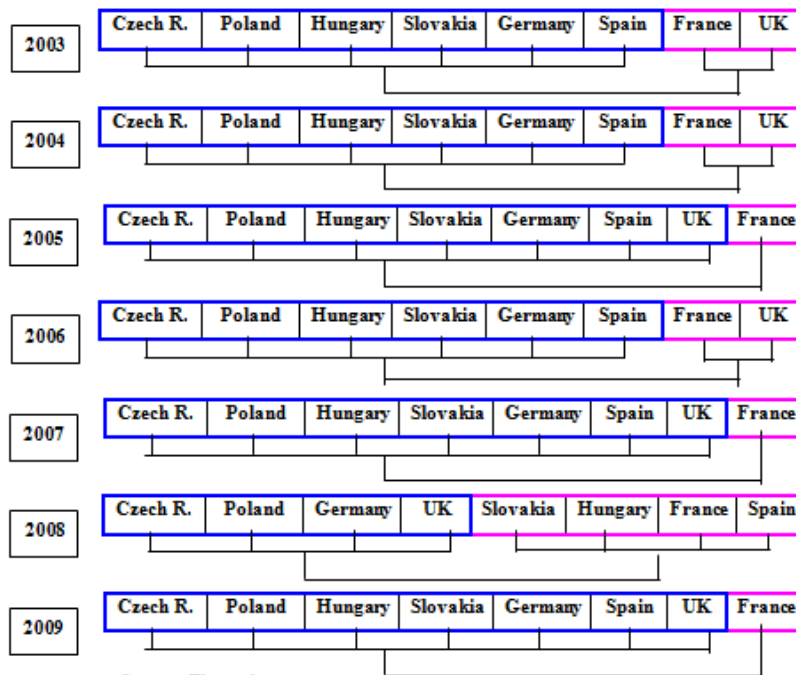 2003 Czech R. Poland Hungary Slovakia Germany Spain France UK
2004 Czech R. Poland Hungary Slovakia Germany Spain France UK
2005 Czech R. Poland Hungary Slovakia Germany Spain UK France
2006 Czech R. Poland Hungary Slovakia Germany Spain France UK
2007 Czech R. Poland Hungary Slovakia Germany Spain UK France
2008 Czech R. Poland Germany UK Slovakia Hungary France Spain
2009 Czech R. Poland Hungary Slovakia Germany Spain UK France